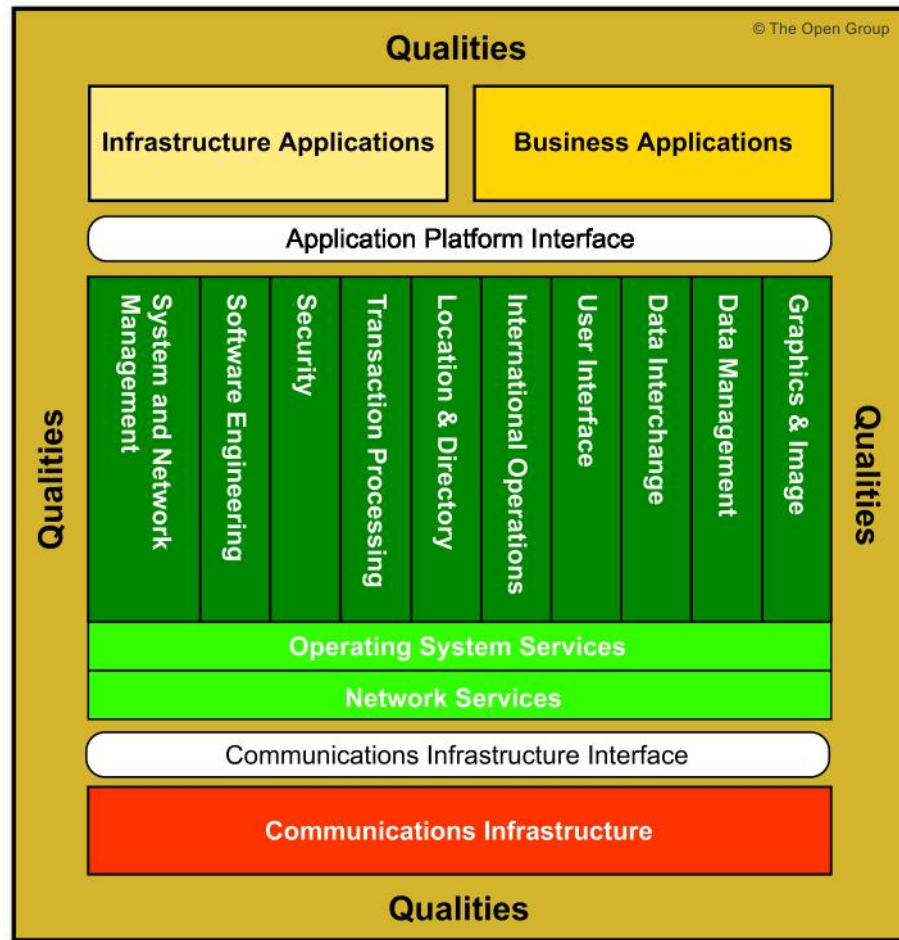 © The Open Group
Qualities
Infrastructure Applications
Business Applications
Application Platform Interface
Qualities
System and Network
Management
Software Engineering
Security
Transaction Processing
Location & Directory
International Operations
User Interface
Data Interchange
Data Management
Graphics & Image
Qualities
Operating System Services
Network Services
Communications Infrastructure Interface
Communications Infrastructure
Qualities